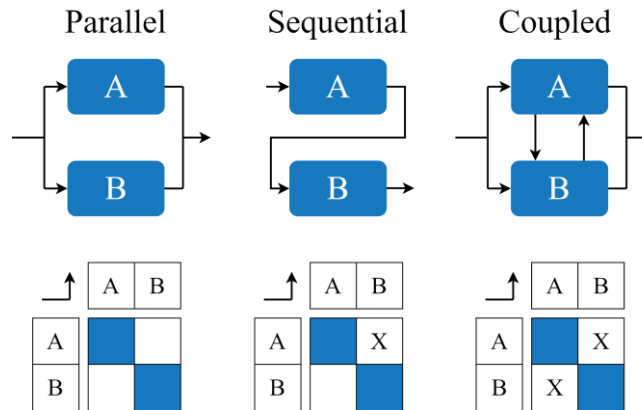 Parallel Sequential Coupled
A A A
B B B
A B A B A B
A A X A X
B B B X